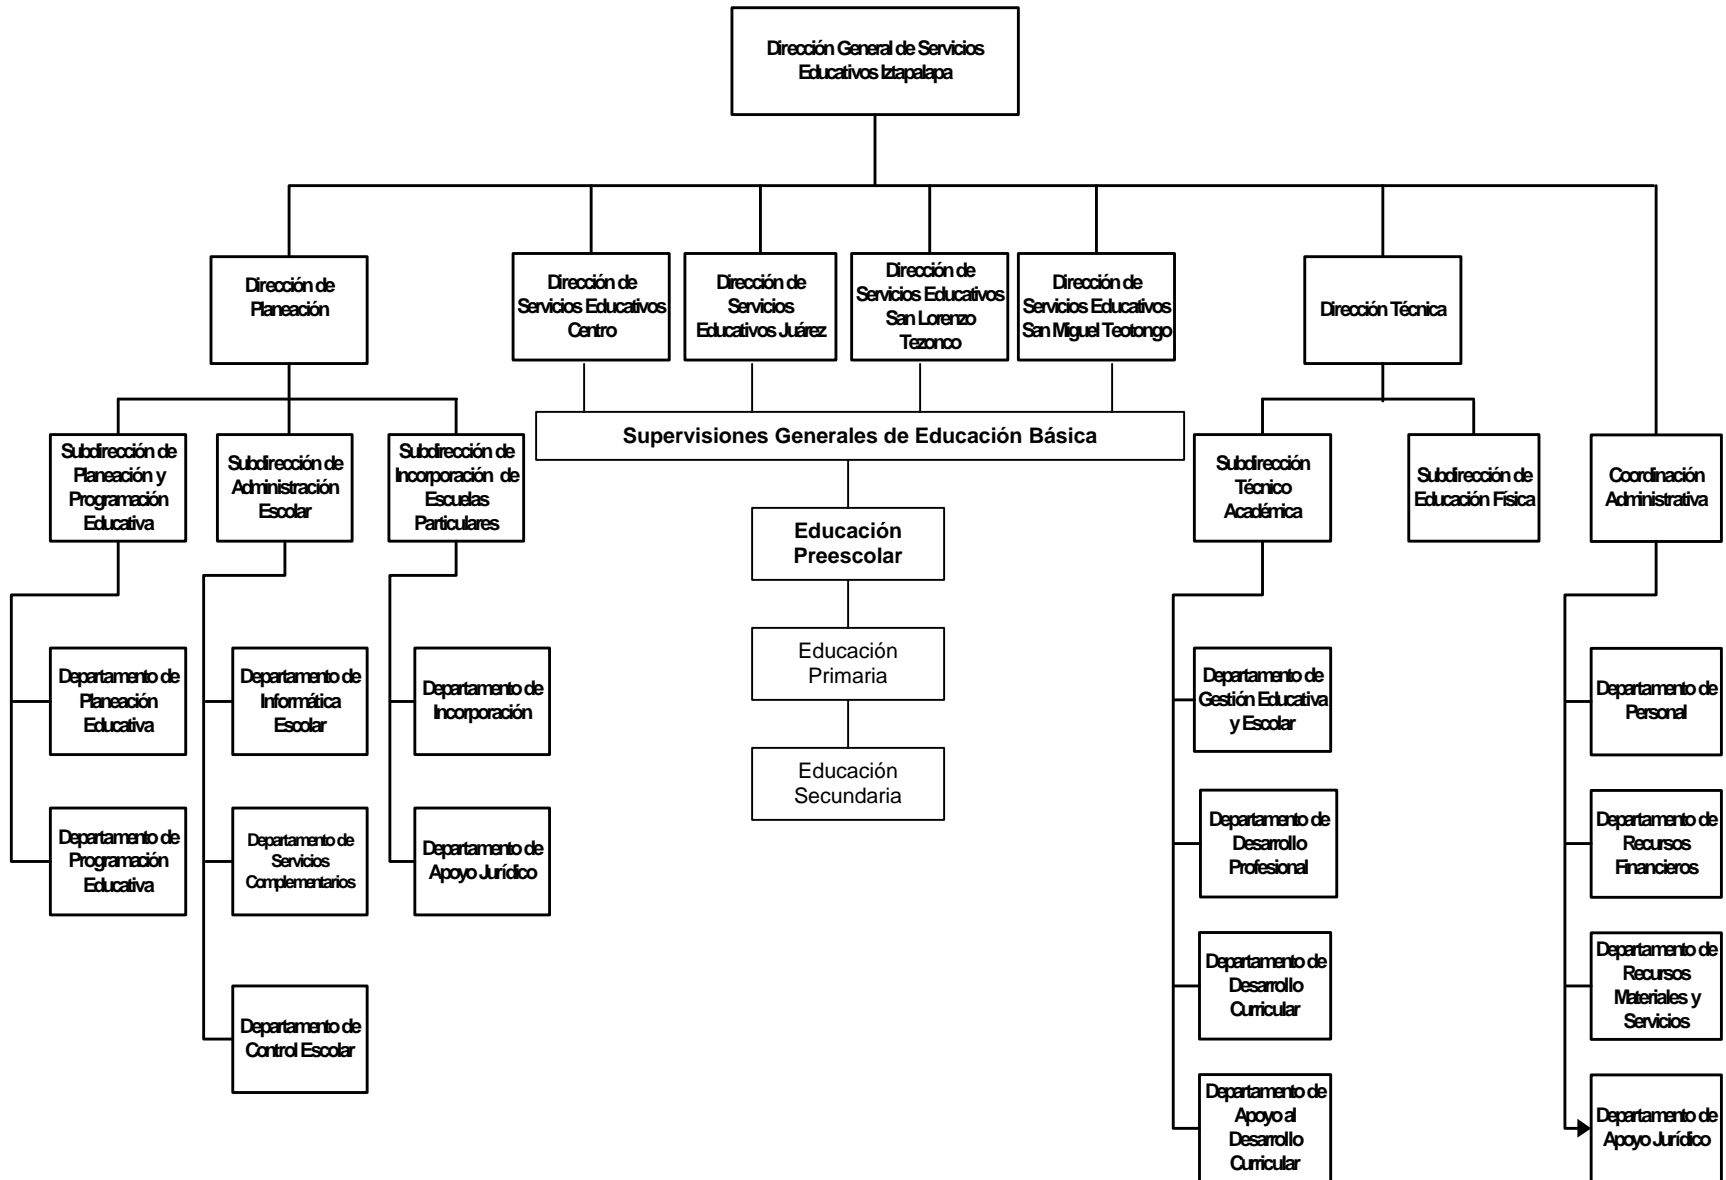 Dirección General de Servicios
Educativos Iztapalapa
Dirección de
Planeación
Dirección de
Servicios Educativos
Centro
Dirección de
Servicios
Educativos Juárez
Dirección de
Servicios Educativos
San Lorenzo
Tezonco
Dirección de
Servicios Educativos
San Miguel Teotongo
Dirección Técnica
Subdirección de
Planeación y
Programación
Educativa
Subdirección de
Administración
Escolar
Subdirección de
Incorporación de
Escuelas
Particulares
Supervisiones Generales de Educación Básica
Subdirección
Técnico
Académica
Subdirección de
Educación Física
Coordinación
Administrativa
Educación
Preescolar
Educación
Primaria
Educación
Secundaria
Departamento de
Planeación
Educativa
Departamento de
Informática
Escolar
Departamento de
Incorporación
Departamento de
Gestión Educativa
y Escolar
Departamento de
Personal
Departamento de
Programación
Educativa
Departamento de
Servicios
Complementarios
Departamento de
Apoyo Jurídico
Departamento de
Desarrollo
Profesional
Departamento de
Recursos
Financieros
Departamento de
Control Escolar
Departamento de
Desarrollo
Curricular
Departamento de
Recursos
Materiales y
Servicios
Departamento de
Apoyo al
Desarrollo
Curricular
Departamento de
Apoyo Jurídico